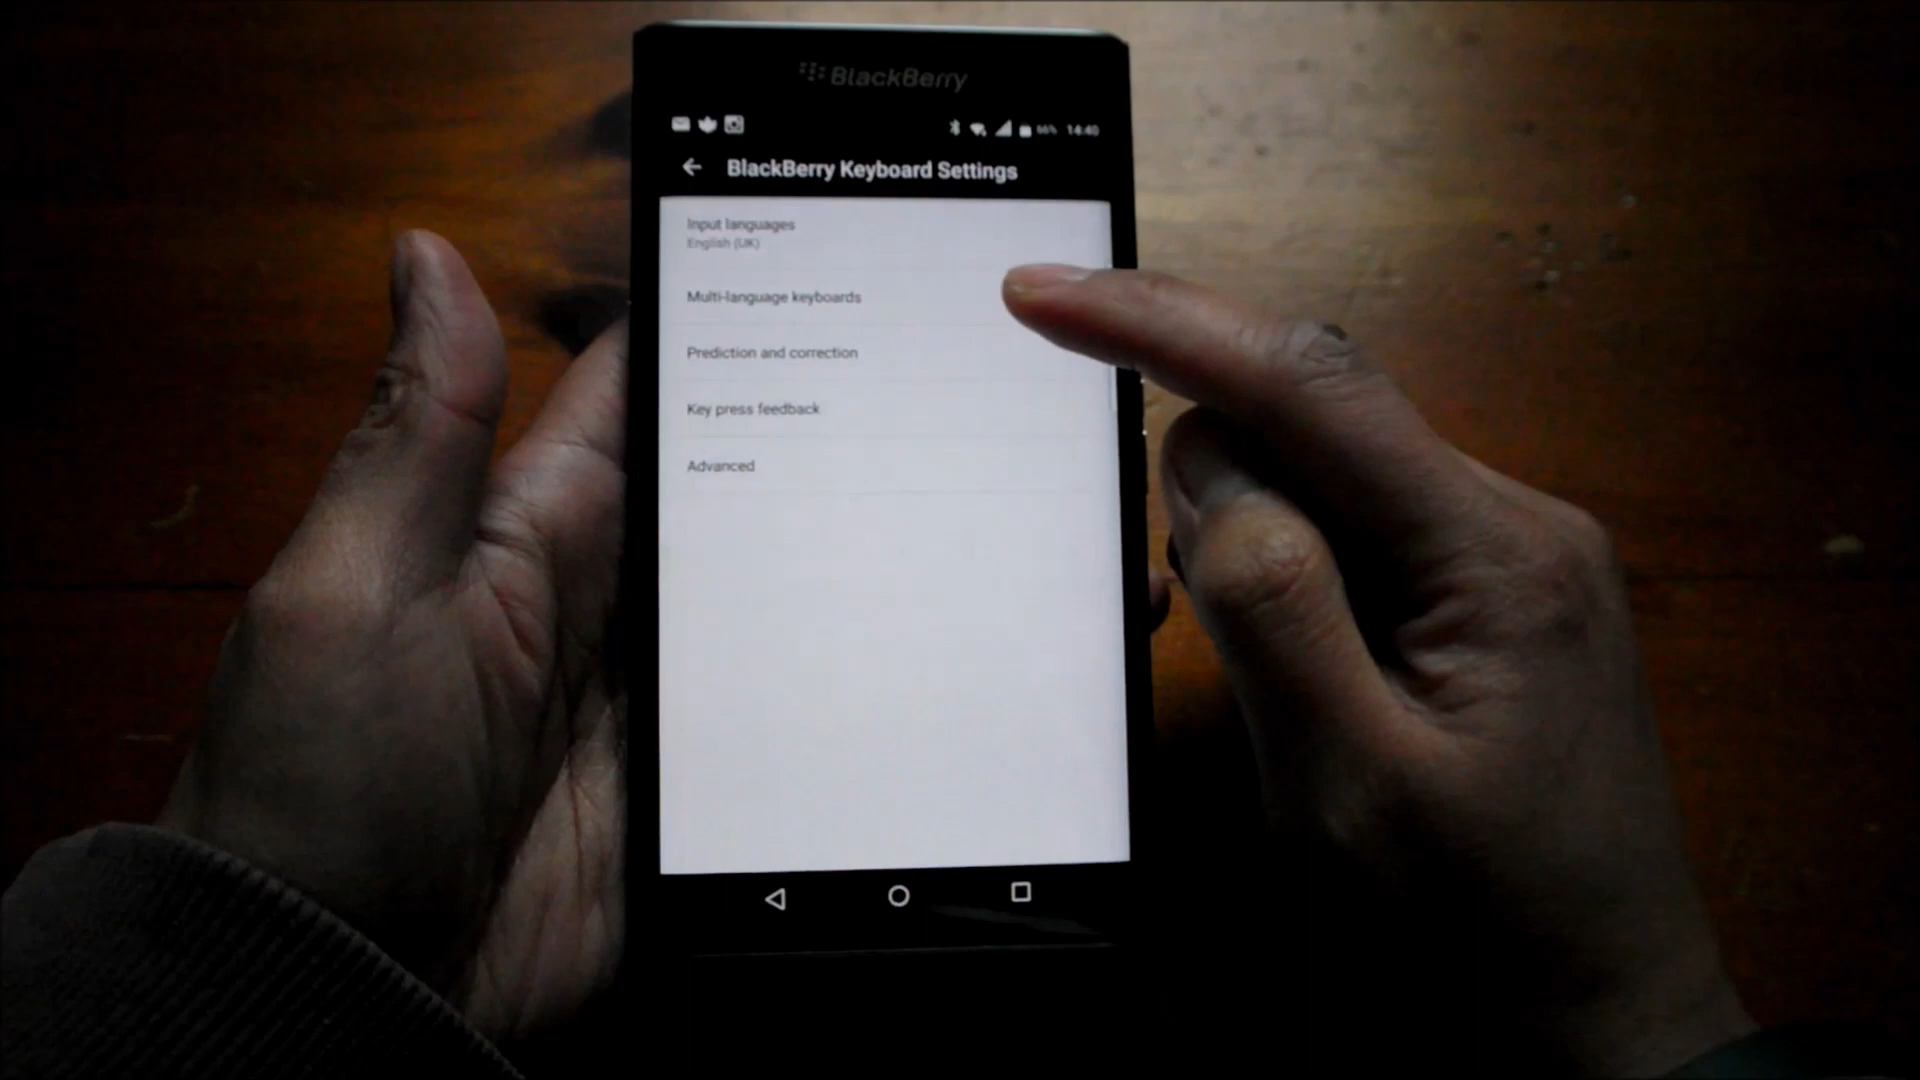 BlackBerry
66% 14:40
BlackBerry Keyboard Settings
Input languages
English (UK)
Multi-language keyboards
Prediction and correction
Key press feedback
Advanced